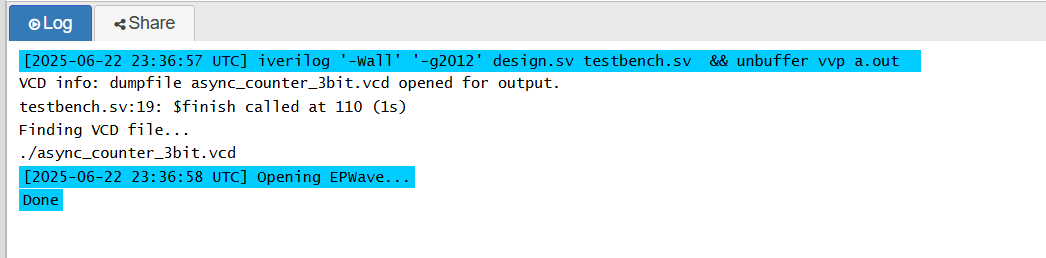 Log Share
[2025-06-22 23:36:57 UTC] iverilog '-Wall' '-g2012' design.sv testbench.sv  && unbuffer vvp a.out
VCD info: dumpfile async_counter_3bit.vcd opened for output.
testbench.sv:19: $finish called at 110 (1s)
Finding VCD file...
./async_counter_3bit.vcd
[2025-06-22 23:36:58 UTC] Opening EPWave...
Done